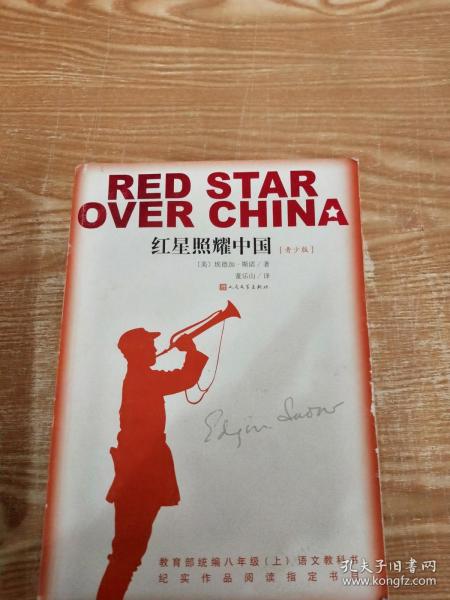 RED STAR
OVER CHINA
红星照耀中国 [青少版]
〔美〕埃德加·斯诺／著
董乐山／译
人民文学出版社
Edgar Snow
教育部统编八年级（上）语文教科书
纪实作品阅读指定书目
孔夫子旧书网
www.kongfz.com